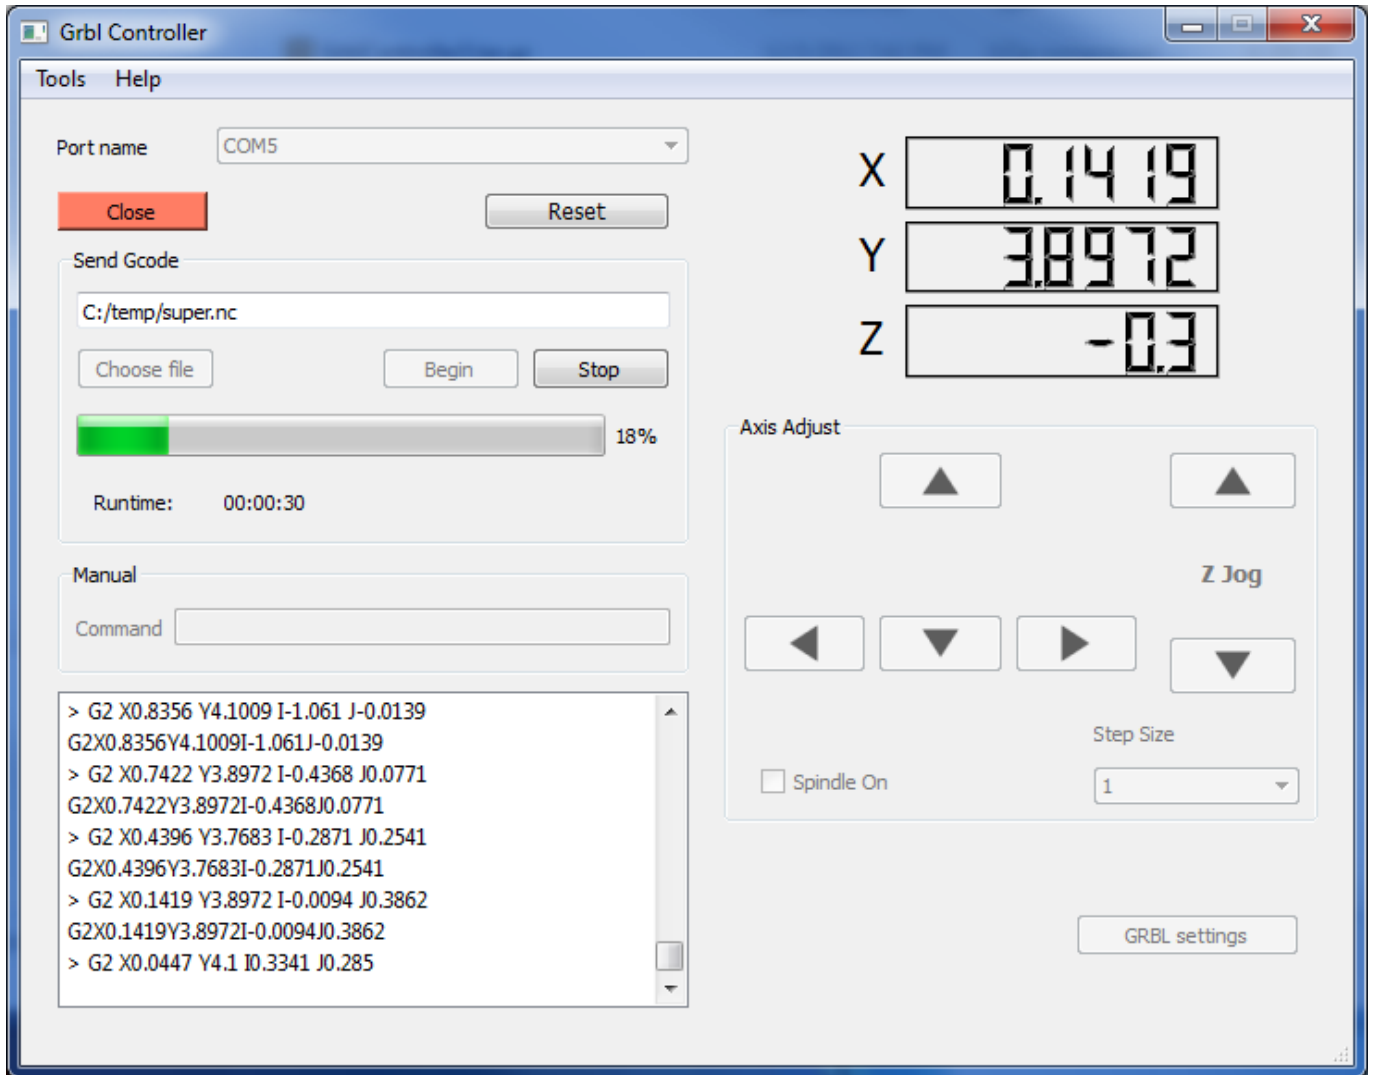 Grbl Controller
Tools Help
Port name COM5
Close Reset
Send Gcode
C:/temp/super.nc
Choose file Begin Stop
18%
Runtime: 00:00:30
Manual
Command
> G2 X0.8356 Y4.1009 I-1.061 J-0.0139
G2X0.8356Y4.1009I-1.061J-0.0139
> G2 X0.7422 Y3.8972 I-0.4368 J0.0771
G2X0.7422Y3.8972I-0.4368J0.0771
> G2 X0.4396 Y3.7683 I-0.2871 J0.2541
G2X0.4396Y3.7683I-0.2871J0.2541
> G2 X0.1419 Y3.8972 I-0.0094 J0.3862
G2X0.1419Y3.8972I-0.0094J0.3862
> G2 X0.0447 Y4.1 I0.3341 J0.285
X 0.1419
Y 3.8972
Z -0.3
Axis Adjust
Z Jog
Step Size
Spindle On 1
GRBL settings